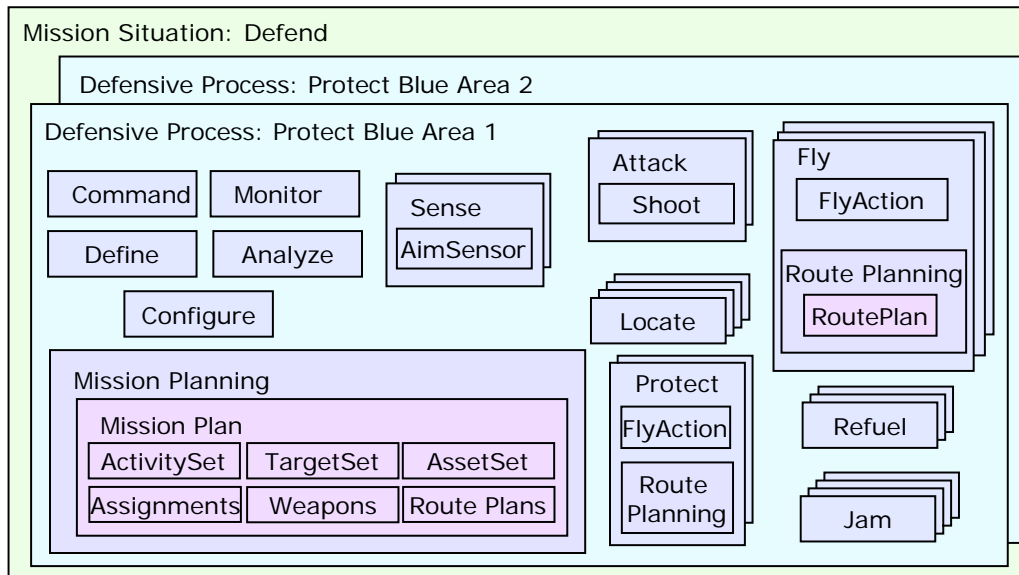 Mission Situation: Defend
Defensive Process: Protect Blue Area 2
Defensive Process: Protect Blue Area 1
Command
Monitor
Define
Analyze
Configure
Sense
AimSensor
Attack
Shoot
Locate
Fly
FlyAction
Route Planning
RoutePlan
Mission Planning
Mission Plan
ActivitySet
TargetSet
AssetSet
Assignments
Weapons
Route Plans
Protect
FlyAction
Route
Planning
Refuel
Jam